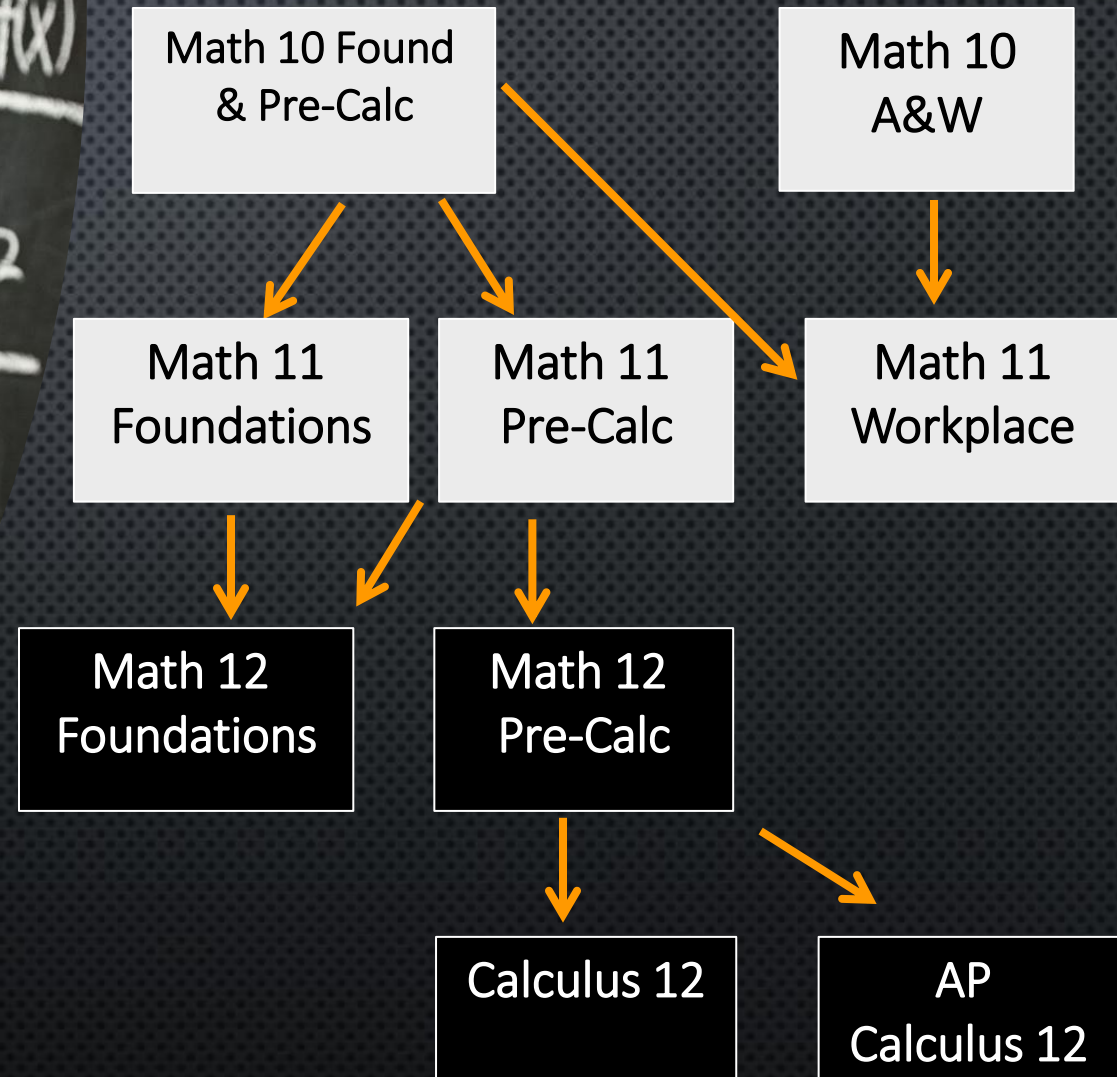 f(x)
2
Math 10 Found
& Pre-Calc
Math 10
A&W
Math 11
Foundations
Math 11
Pre-Calc
Math 11
Workplace
Math 12
Foundations
Math 12
Pre-Calc
Calculus 12
AP
Calculus 12